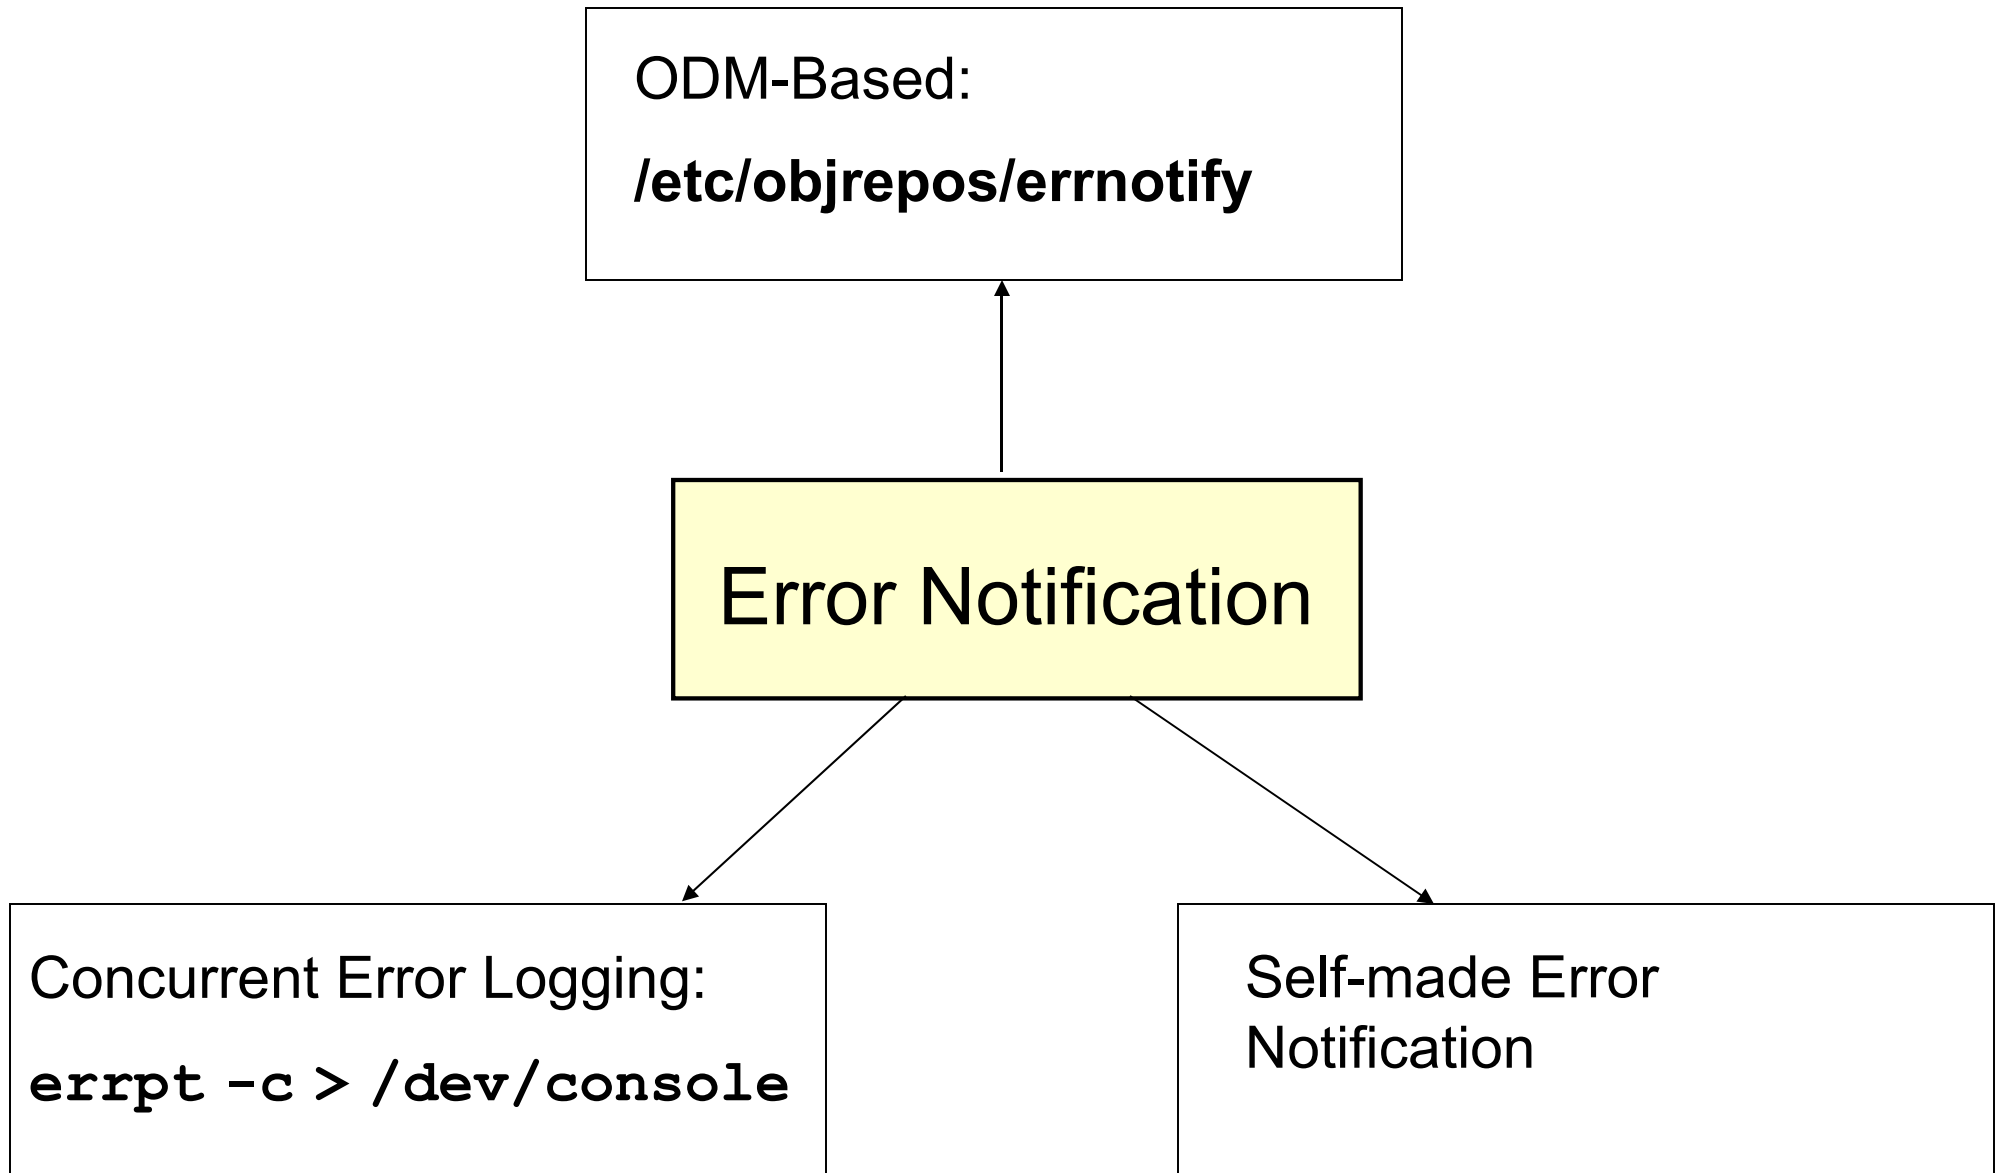 ODM-Based:
/etc/objrepos/errnotify
Error Notification
Concurrent Error Logging:
errpt -c > /dev/console
Self-made Error
Notification